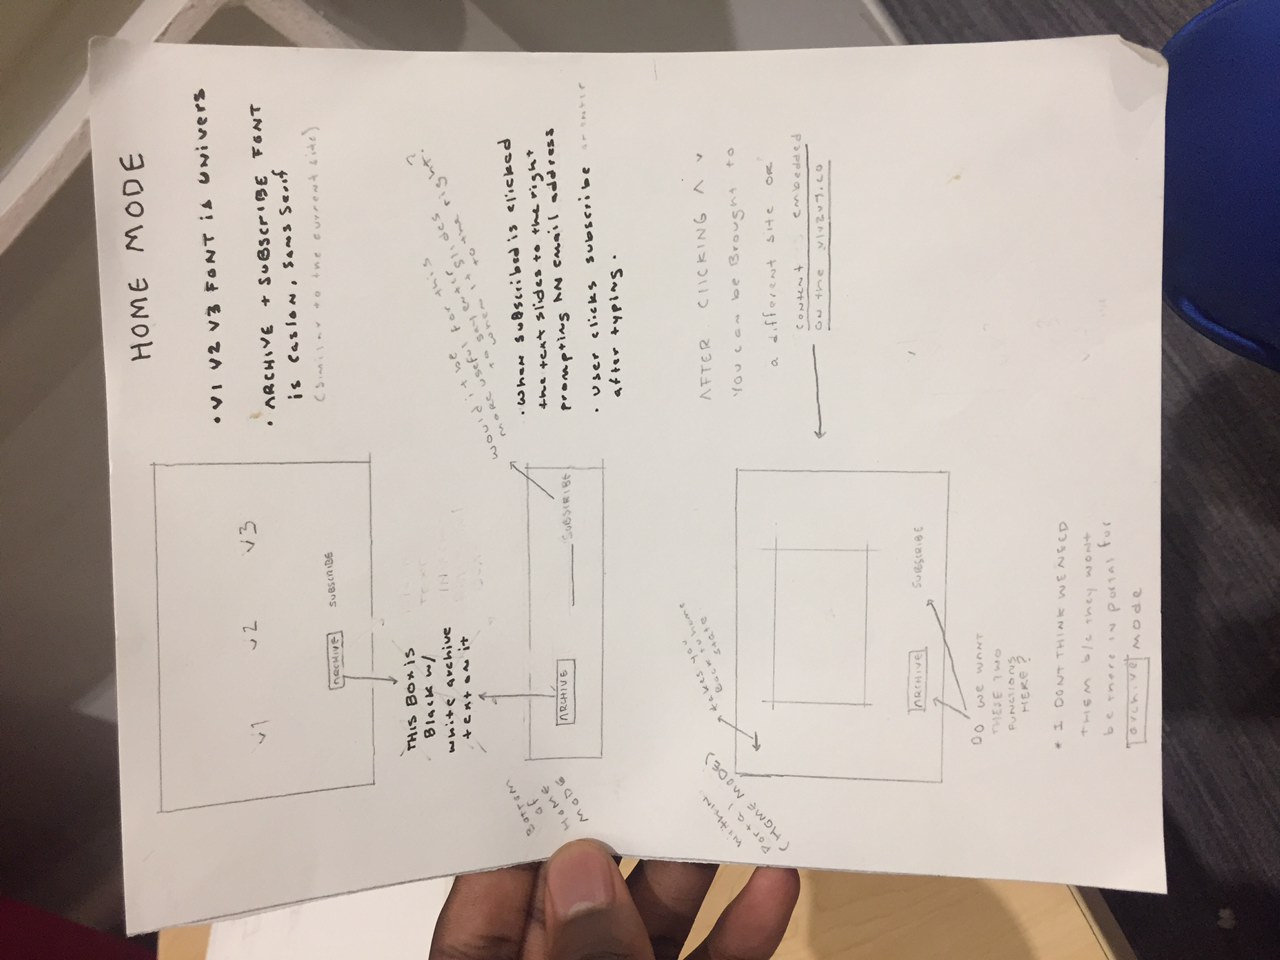 HOME MODE
v1 v2 v3
ARCHIVE SUBSCRIBE
• V1 V2 V3 FONT is Univers
• ARCHIVE + SUBSCRIBE FONT
is Caslon, Sans Serif
(similar to the current site)
THIS BOX is
Black w/
white archive
text on it
would it be
more useful for this
to say enter
when it slides
to the right?
Bottom
of
HOME
MODE
ARCHIVE SUBSCRIBE
• When subscribed is clicked
the text slides to the right
prompting AN email address
• User clicks subscribe or enter
after typing.
within
Portal
(HOME MODE)
takes you
Back to home
state
ARCHIVE SUBSCRIBE
AFTER CLICKING A v
You can be Brought to
a different site OR
content embedded
on the v1v2v3.co
DO WE WANT
THESE TWO
FUNCTIONS
HERE?
* I DONT THINK WE NEED
THEM b/c they wont
be there in portal for
archive mode